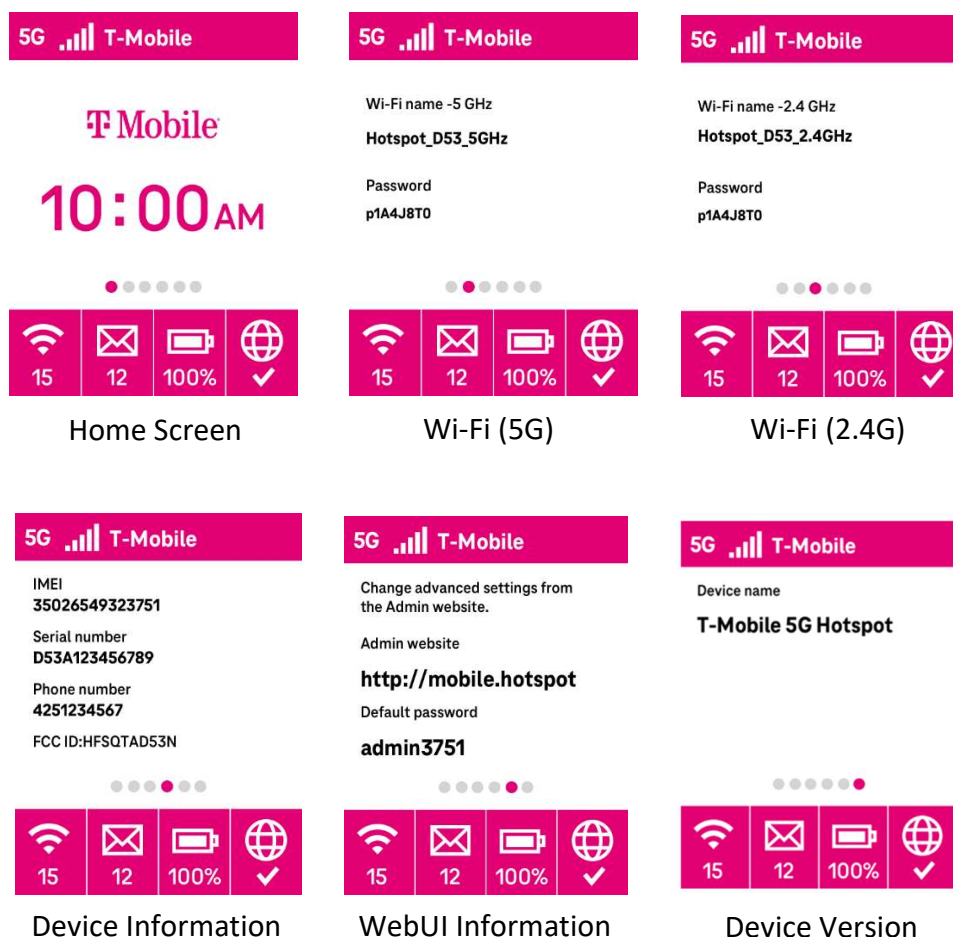 5G T-Mobile
T Mobile
10:00 AM
15 12 100%
Home Screen
5G T-Mobile
Wi-Fi name -5 GHz
Hotspot_D53_5GHz
Password
p1A4J8T0
15 12 100%
Wi-Fi (5G)
5G T-Mobile
Wi-Fi name -2.4 GHz
Hotspot_D53_2.4GHz
Password
p1A4J8T0
15 12 100%
Wi-Fi (2.4G)
5G T-Mobile
IMEI
35026549323751
Serial number
D53A123456789
Phone number
4251234567
FCC ID:HFSQTAD53N
15 12 100%
Device Information
5G T-Mobile
Change advanced settings from
the Admin website.
Admin website
http://mobile.hotspot
Default password
admin3751
15 12 100%
WebUI Information
5G T-Mobile
Device name
T-Mobile 5G Hotspot
15 12 100%
Device Version